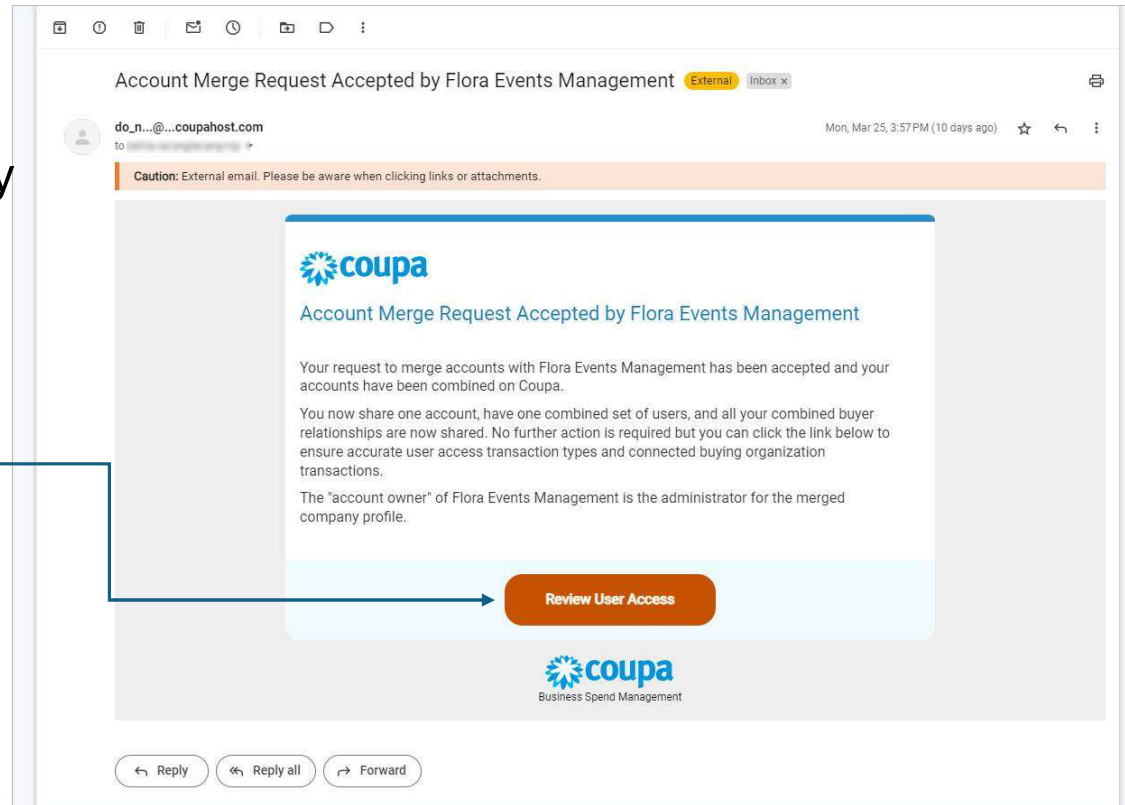 Account Merge Request Accepted by Flora Events Management External Inbox x
do_n...@...coupahost.com Mon, Mar 25, 3:57 PM (10 days ago)
to
y
Caution: External email. Please be aware when clicking links or attachments.
coupa
Account Merge Request Accepted by Flora Events Management
Your request to merge accounts with Flora Events Management has been accepted and your
accounts have been combined on Coupa.
You now share one account, have one combined set of users, and all your combined buyer
relationships are now shared. No further action is required but you can click the link below to
ensure accurate user access transaction types and connected buying organization
transactions.
The "account owner" of Flora Events Management is the administrator for the merged
company profile.
Review User Access
coupa
Business Spend Management
Reply Reply all Forward